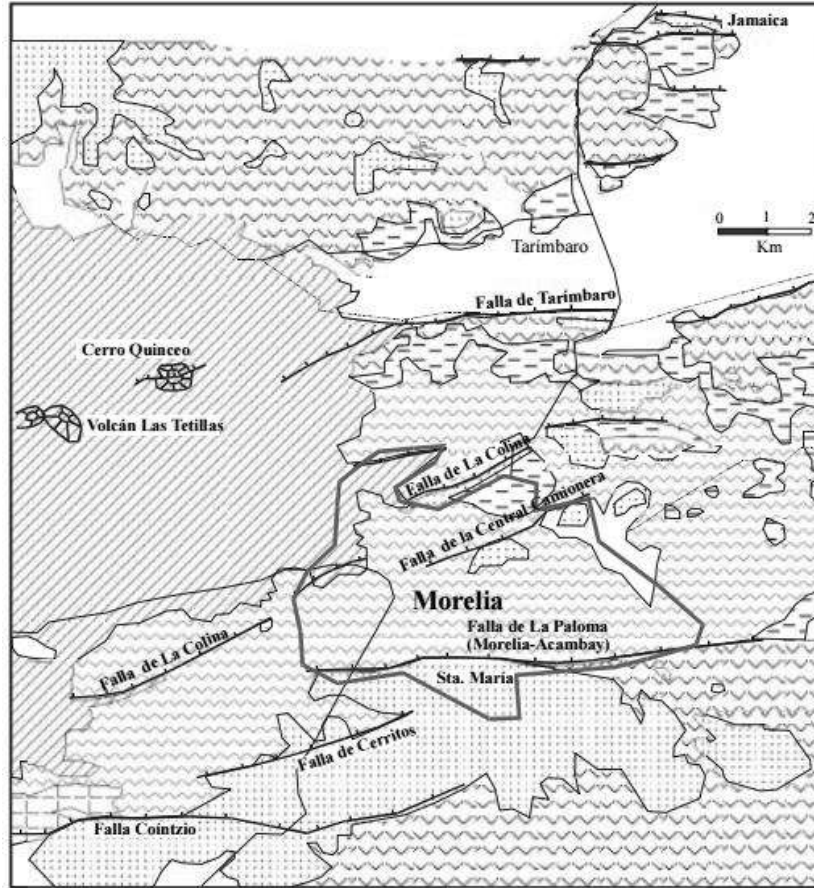 Jamaica
0 1 2
Km
Tarímbaro
Falla de Tarímbaro
Cerro Quinceo
Volcán Las Tetillas
Falla de La Colina
Falla de la Central Camionera
Morelia
Falla de La Paloma
(Morelia-Acambay)
Falla de La Colina
Sta. María
Falla de Cerritos
Falla Cointzio